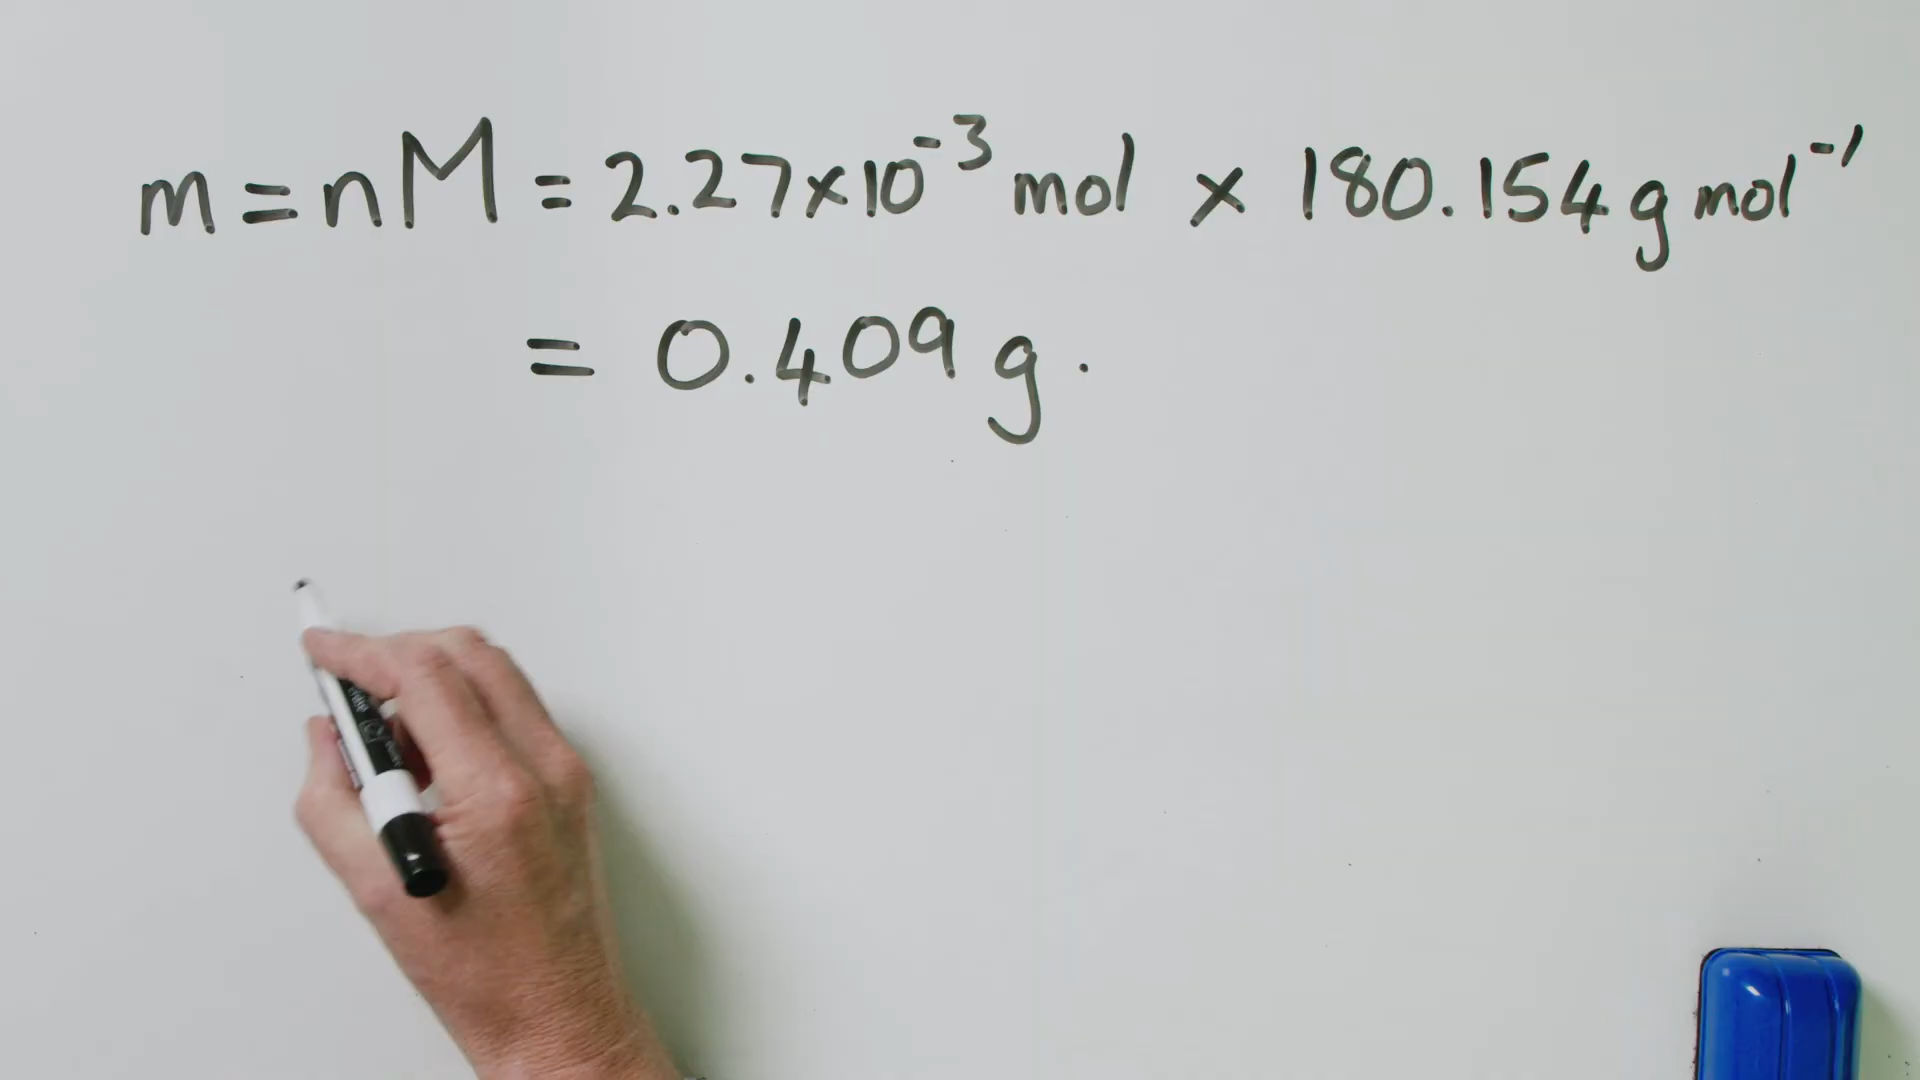 m = nM = 2.27×10⁻³ mol × 180.154 g mol⁻¹
= 0.409 g.